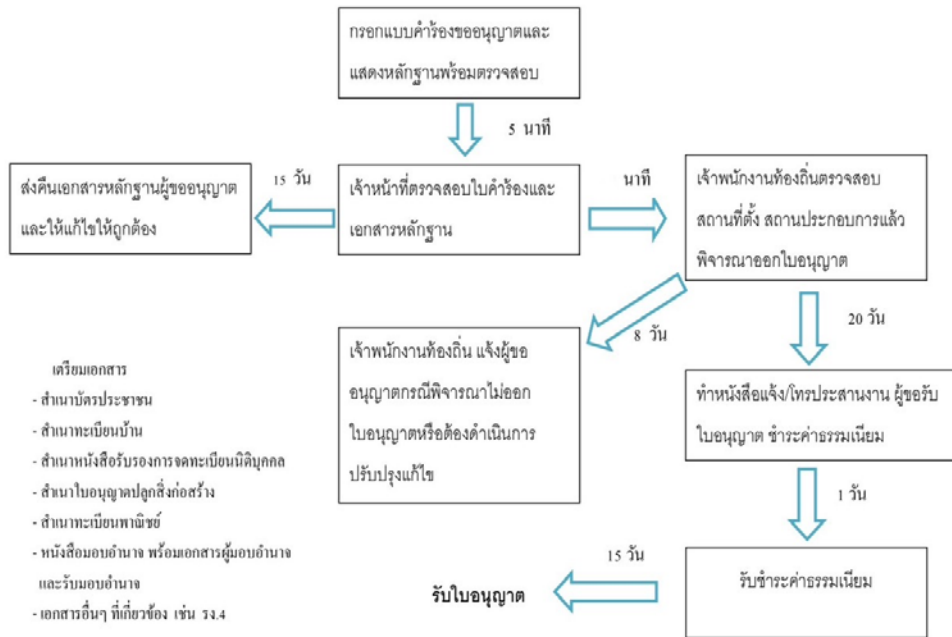 กรอกแบบคำร้องขออนุญาตและ
แสดงหลักฐานพร้อมตรวจสอบ
5 นาที
ส่งคืนเอกสารหลักฐานผู้ขออนุญาต
และให้แก้ไขให้ถูกต้อง
15 วัน
เจ้าหน้าที่ตรวจสอบใบคำร้องและ
เอกสารหลักฐาน
นาที
เจ้าพนักงานท้องถิ่นตรวจสอบ
สถานที่ตั้ง สถานประกอบการแล้ว
พิจารณาออกใบอนุญาต
8 วัน
20 วัน
เจ้าพนักงานท้องถิ่น แจ้งผู้ขอ
อนุญาตกรณีพิจารณาไม่ออก
ใบอนุญาตหรือต้องดำเนินการ
ปรับปรุงแก้ไข
ทำหนังสือแจ้ง/โทรประสานงาน ผู้ขอรับ
ใบอนุญาต ชำระค่าธรรมเนียม
1 วัน
รับชำระค่าธรรมเนียม
15 วัน
รับใบอนุญาต
เตรียมเอกสาร
- สำเนาบัตรประชาชน
- สำเนาทะเบียนบ้าน
- สำเนาหนังสือรับรองการจดทะเบียนนิติบุคคล
- สำเนาใบอนุญาตปลูกสิ่งก่อสร้าง
- สำเนาทะเบียนพาณิชย์
- หนังสือมอบอำนาจ พร้อมเอกสารผู้มอบอำนาจ
และรับมอบอำนาจ
- เอกสารอื่นๆ ที่เกี่ยวข้อง เช่น รง.4